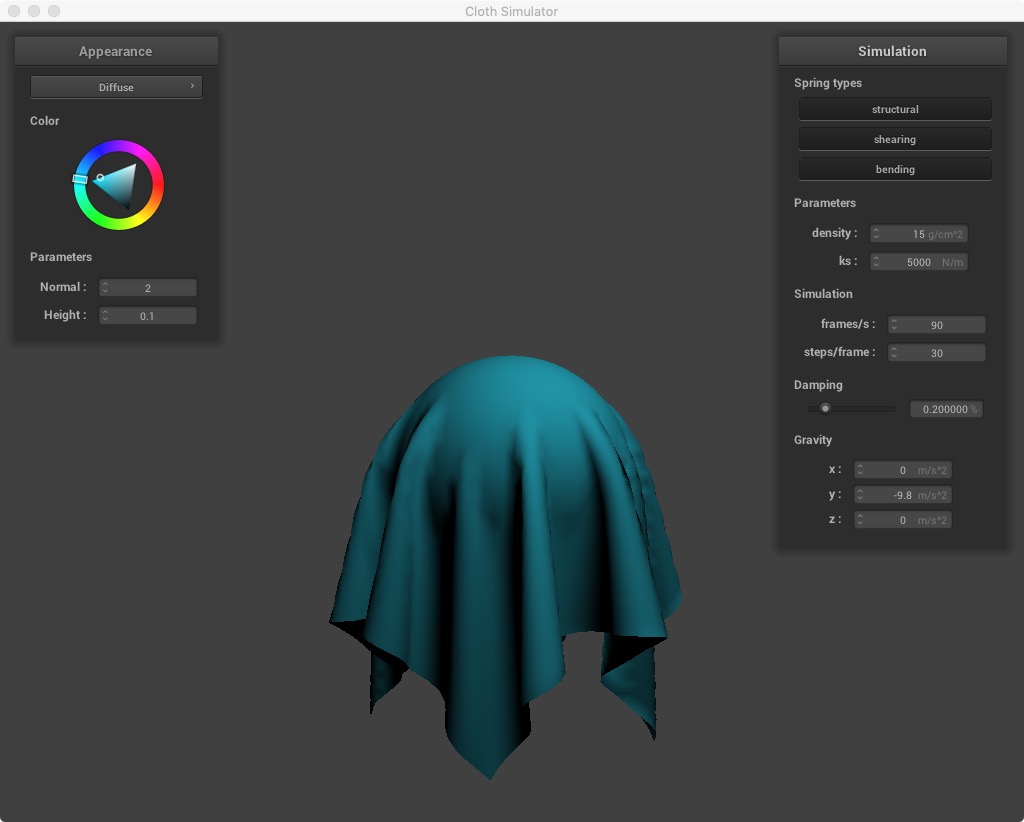 Cloth Simulator
Appearance
Diffuse
Color
Parameters
Normal : 2
Height : 0.1
Simulation
Spring types
structural
shearing
bending
Parameters
density : 15 g/cm^2
ks : 5000 N/m
Simulation
frames/s : 90
steps/frame : 30
Damping
0.200000 %
Gravity
x : 0 m/s^2
y : -9.8 m/s^2
z : 0 m/s^2